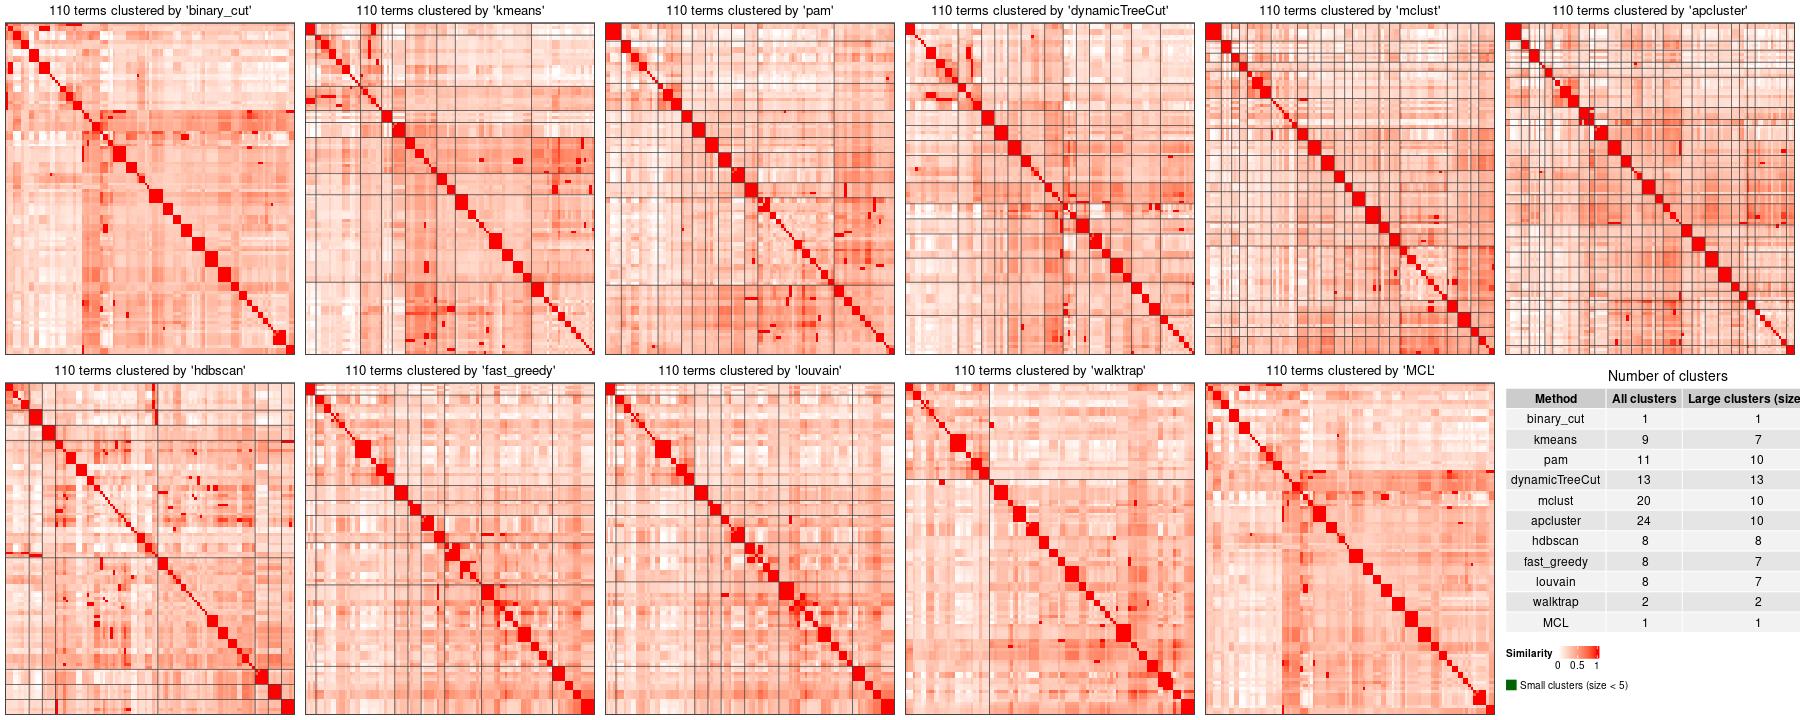 110 terms clustered by 'binary_cut'
110 terms clustered by 'kmeans'
110 terms clustered by 'pam'
110 terms clustered by 'dynamicTreeCut'
110 terms clustered by 'mclust'
110 terms clustered by 'apcluster'
110 terms clustered by 'hdbscan'
110 terms clustered by 'fast_greedy'
110 terms clustered by 'louvain'
110 terms clustered by 'walktrap'
110 terms clustered by 'MCL'
Number of clusters
Method All clusters Large clusters (size
binary_cut 1 1
kmeans 9 7
pam 11 10
dynamicTreeCut 13 13
mclust 20 10
apcluster 24 10
hdbscan 8 8
fast_greedy 8 7
louvain 8 7
walktrap 2 2
MCL 1 1
Similarity
0 0.5 1
Small clusters (size < 5)